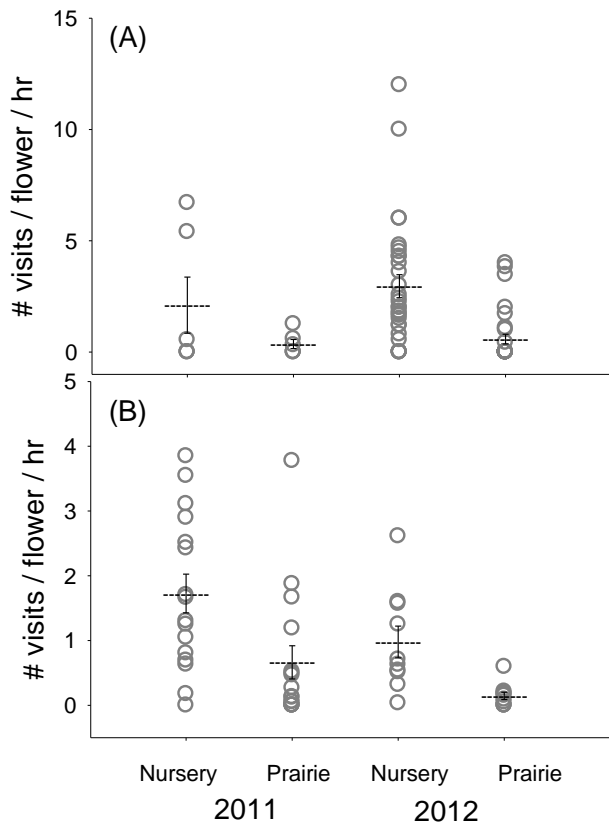 (A)
# visits / flower / hr
15
10
5
0
(B)
# visits / flower / hr
5
4
3
2
1
0
Nursery Prairie Nursery Prairie
2011 2012